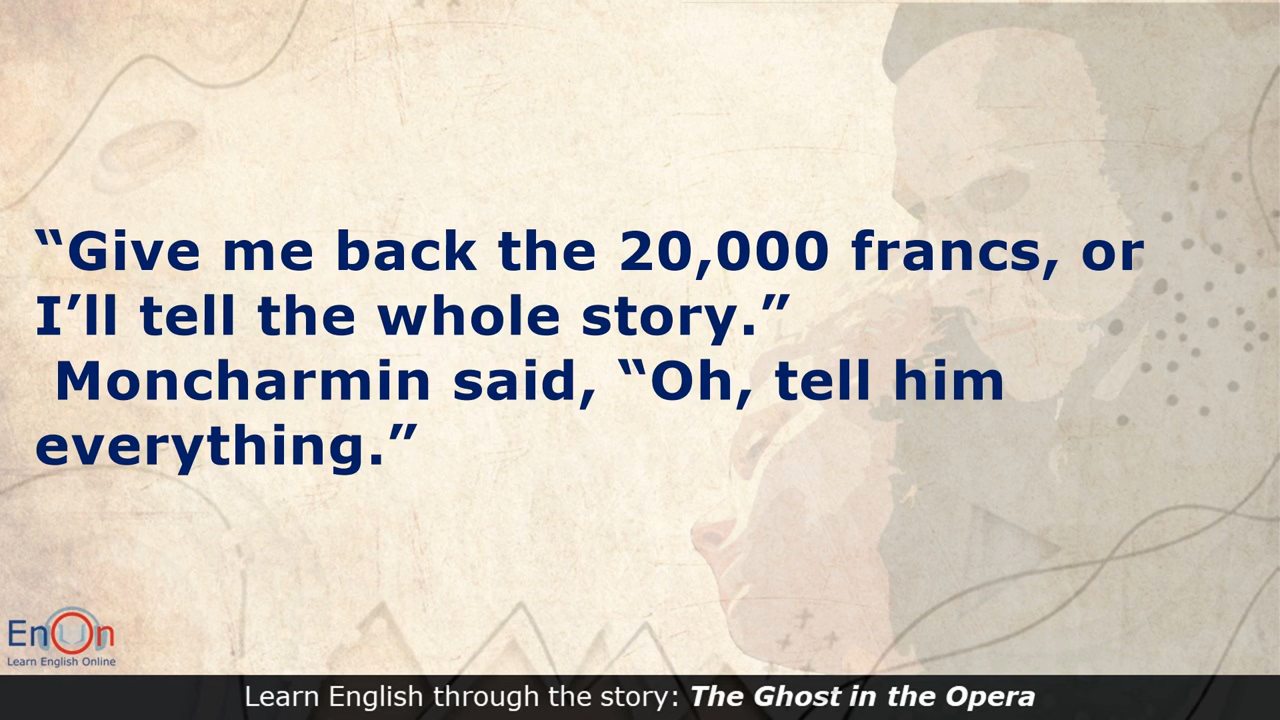 “Give me back the 20,000 francs, or
I’ll tell the whole story.”
Moncharmin said, “Oh, tell him
everything.”
EnOn
Learn English Online
Learn English through the story: The Ghost in the Opera